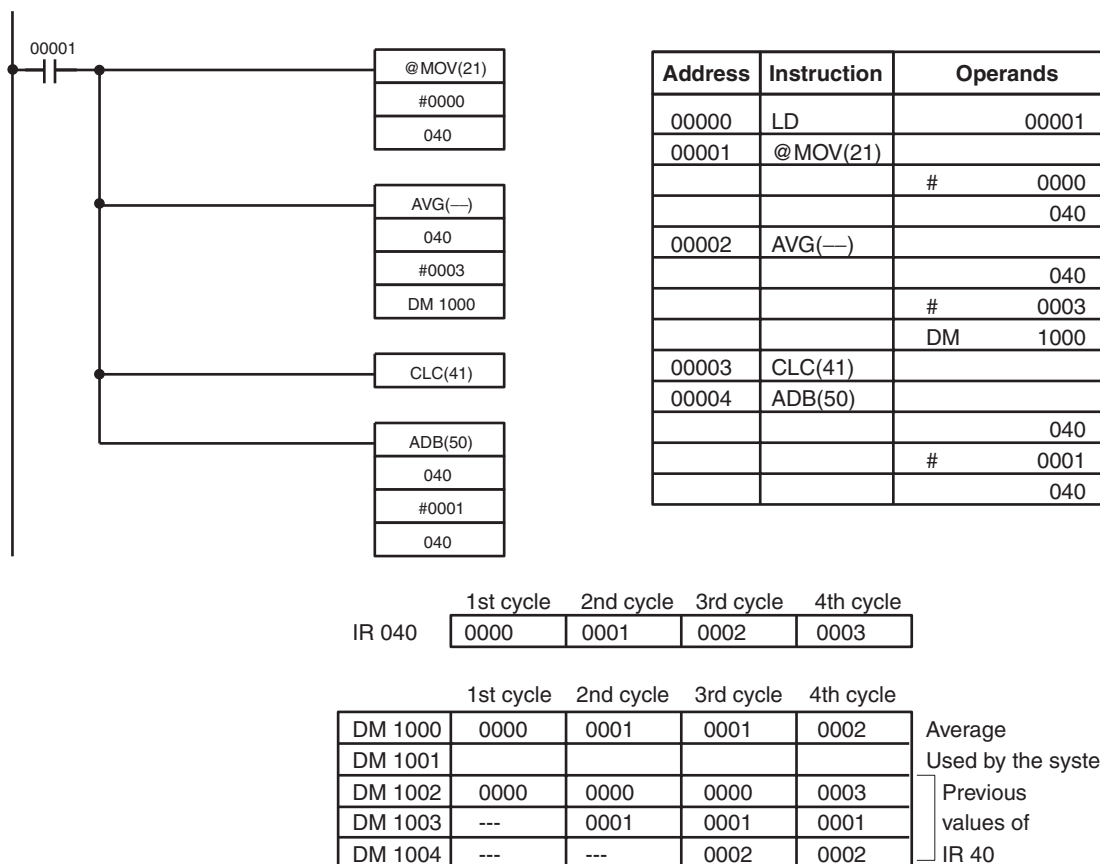 00001
@MOV(21)
#0000
040
AVG(––)
040
#0003
DM 1000
CLC(41)
ADB(50)
040
#0001
040
Address Instruction Operands
00000 LD 00001
00001 @MOV(21)
# 0000
040
00002 AVG(––)
040
# 0003
DM 1000
00003 CLC(41)
00004 ADB(50)
040
# 0001
040
1st cycle 2nd cycle 3rd cycle 4th cycle
IR 040 0000 0001 0002 0003
1st cycle 2nd cycle 3rd cycle 4th cycle
DM 1000 0000 0001 0001 0002 Average
DM 1001 Used by the syste
DM 1002 0000 0000 0000 0003 Previous
DM 1003 --- 0001 0001 0001 values of
DM 1004 --- --- 0002 0002 IR 40